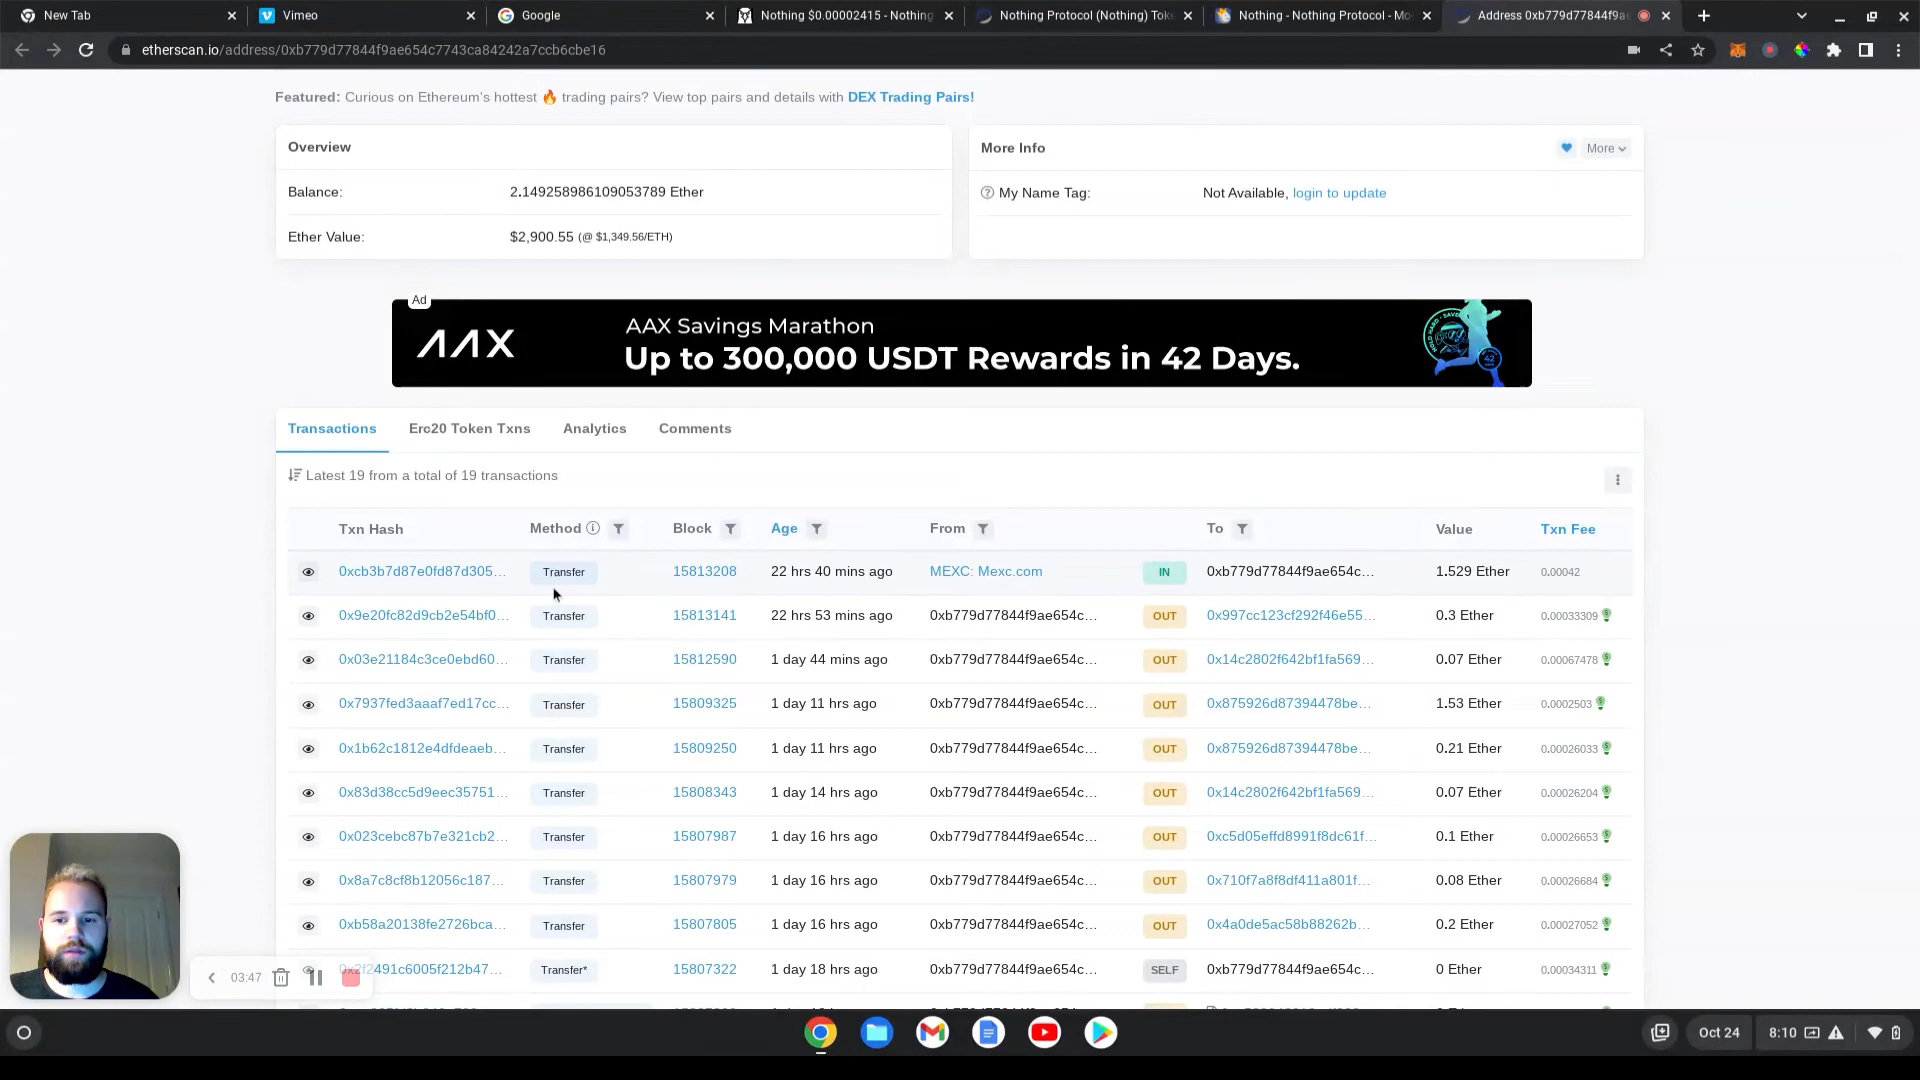 New Tab
Vimeo
Google
Nothing $0.00002415 - Nothing
Nothing Protocol (Nothing) Tok
Nothing - Nothing Protocol - Mo
Address 0xb779d77844f9a
etherscan.io/address/0xb779d77844f9ae654c7743ca84242a7ccb6cbe16
Featured: Curious on Ethereum's hottest 🔥 trading pairs? View top pairs and details with DEX Trading Pairs!
Overview
Balance: 2.149258986109053789 Ether
Ether Value: $2,900.55 (@ $1,349.56/ETH)
More Info
More
My Name Tag: Not Available, login to update
Ad
AAX
AAX Savings Marathon
Up to 300,000 USDT Rewards in 42 Days.
Transactions Erc20 Token Txns Analytics Comments
Latest 19 from a total of 19 transactions
Txn Hash Method Block Age From To Value Txn Fee
0xcb3b7d87e0fd87d305... Transfer 15813208 22 hrs 40 mins ago MEXC: Mexc.com IN 0xb779d77844f9ae654c... 1.529 Ether 0.00042
0x9e20fc82d9cb2e54bf0... Transfer 15813141 22 hrs 53 mins ago 0xb779d77844f9ae654c... OUT 0x997cc123cf292f46e55... 0.3 Ether 0.00033309
0x03e21184c3ce0ebd60... Transfer 15812590 1 day 44 mins ago 0xb779d77844f9ae654c... OUT 0x14c2802f642bf1fa569... 0.07 Ether 0.00067478
0x7937fed3aaaf7ed17cc... Transfer 15809325 1 day 11 hrs ago 0xb779d77844f9ae654c... OUT 0x875926d87394478be... 1.53 Ether 0.0002503
0x1b62c1812e4dfdeaeb... Transfer 15809250 1 day 11 hrs ago 0xb779d77844f9ae654c... OUT 0x875926d87394478be... 0.21 Ether 0.00026033
0x83d38cc5d9eec35751... Transfer 15808343 1 day 14 hrs ago 0xb779d77844f9ae654c... OUT 0x14c2802f642bf1fa569... 0.07 Ether 0.00026204
0x023cebc87b7e321cb2... Transfer 15807987 1 day 16 hrs ago 0xb779d77844f9ae654c... OUT 0xc5d05effd8991f8dc61f... 0.1 Ether 0.00026653
0x8a7c8cf8b12056c187... Transfer 15807979 1 day 16 hrs ago 0xb779d77844f9ae654c... OUT 0x710f7a8f8df411a801f... 0.08 Ether 0.00026684
0xb58a20138fe2726bca... Transfer 15807805 1 day 16 hrs ago 0xb779d77844f9ae654c... OUT 0x4a0de5ac58b88262b... 0.2 Ether 0.00027052
0x2f2491c6005f212b47... Transfer* 15807322 1 day 18 hrs ago 0xb779d77844f9ae654c... SELF 0xb779d77844f9ae654c... 0 Ether 0.00034311
03:47
Oct 24
8:10